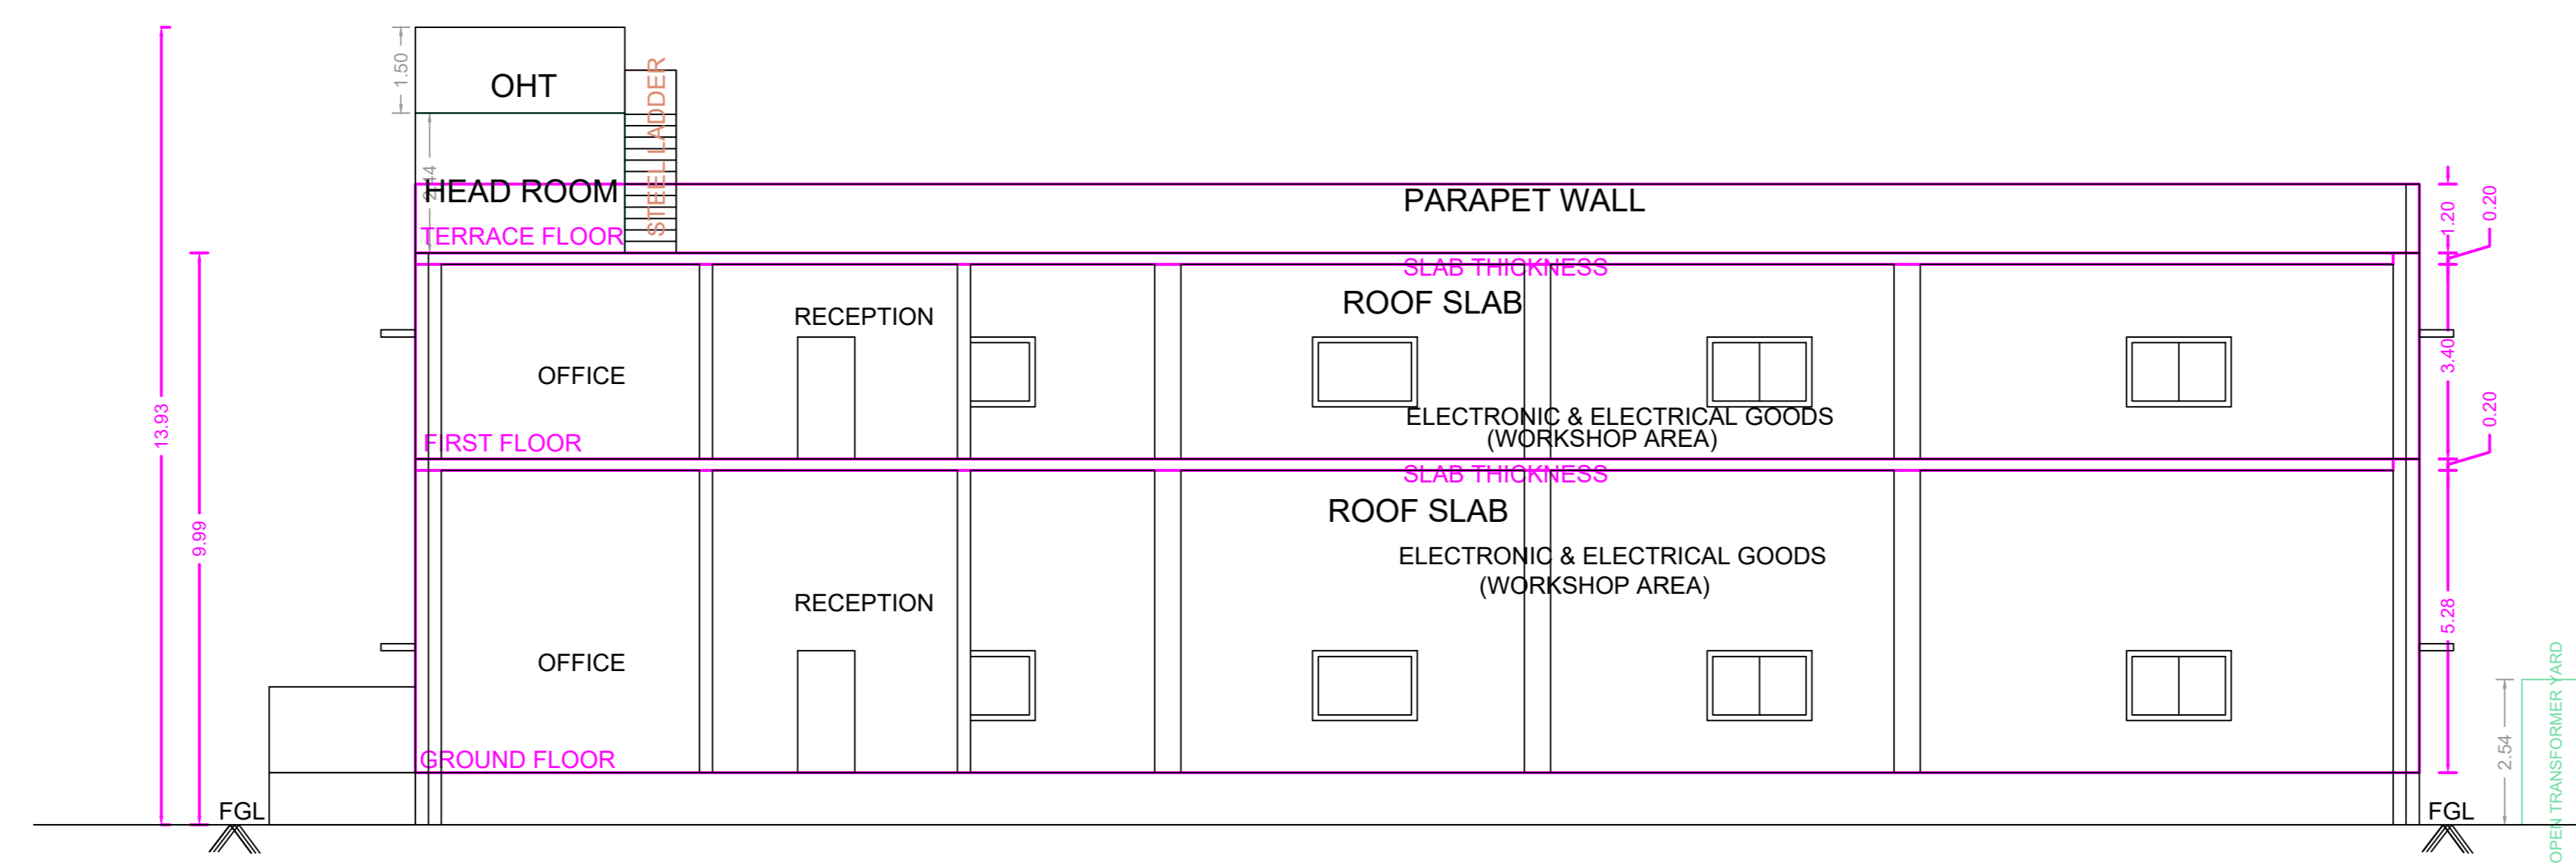 1.50
OHT
STEEL LADDER
2.44
HEAD ROOM
PARAPET WALL
TERRACE FLOOR
1.20
0.20
SLAB THICKNESS
ROOF SLAB
RECEPTION
OFFICE
3.40
13.93
ELECTRONIC & ELECTRICAL GOODS
(WORKSHOP AREA)
FIRST FLOOR
0.20
SLAB THICKNESS
ROOF SLAB
9.99
ELECTRONIC & ELECTRICAL GOODS
(WORKSHOP AREA)
RECEPTION
OFFICE
5.28
GROUND FLOOR
2.54
OPEN TRANSFORMER YARD
FGL
FGL